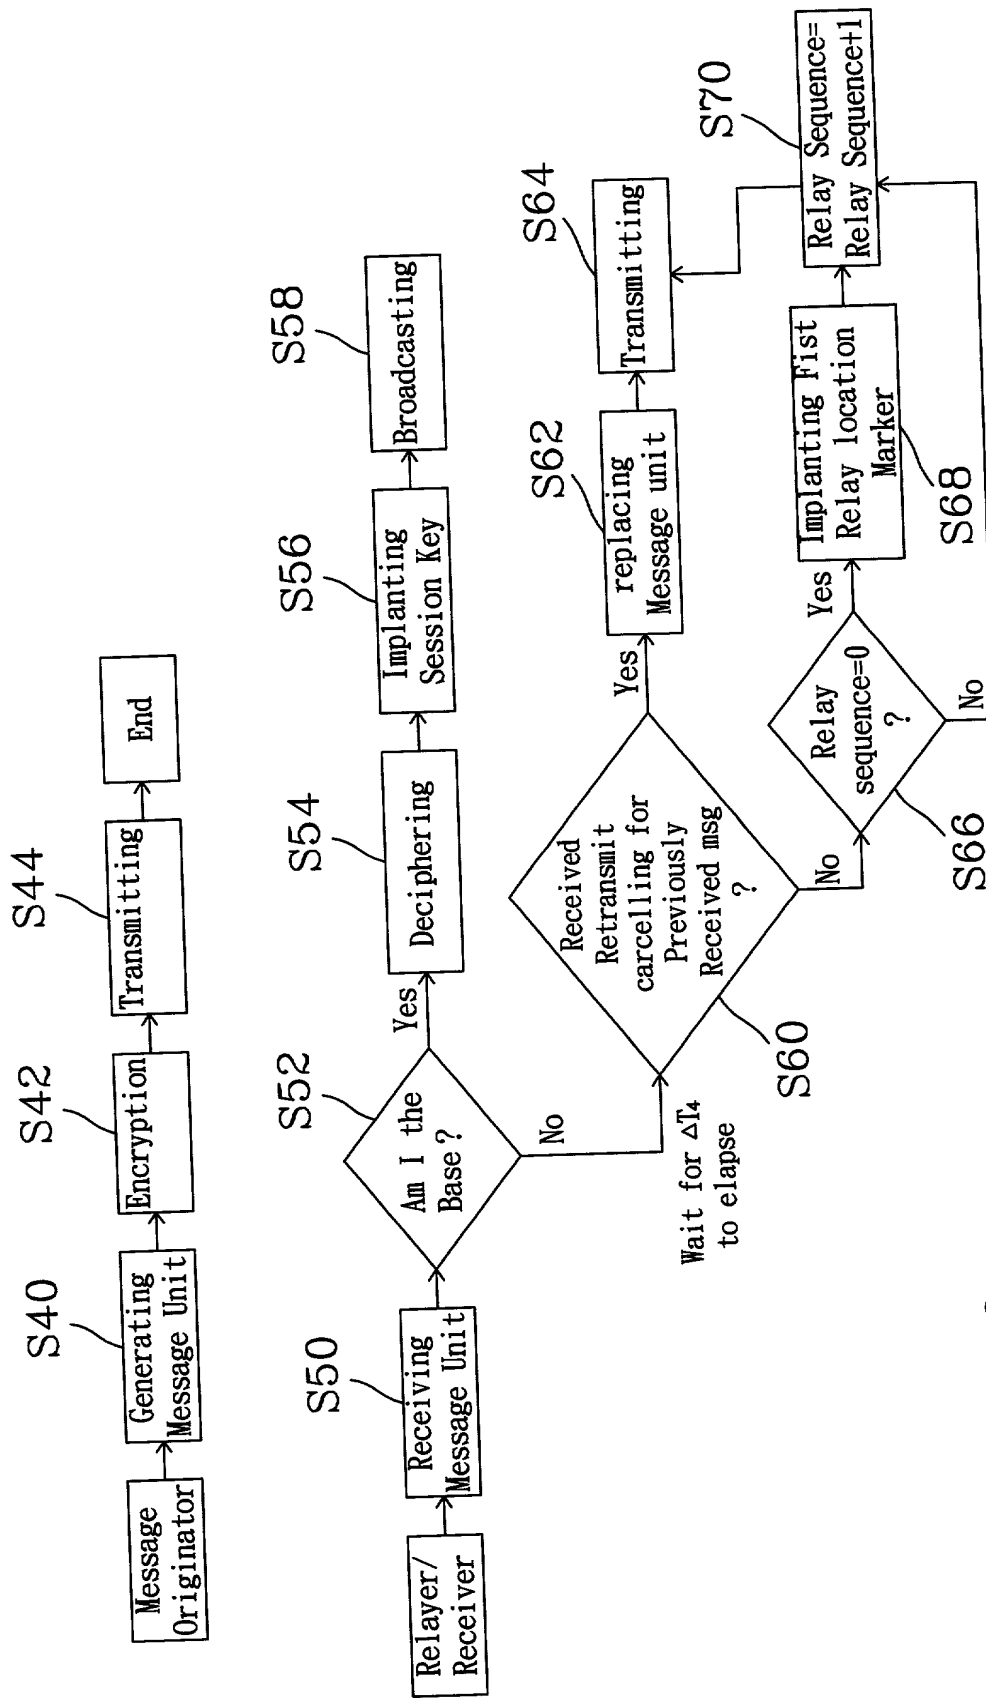 S40
S42
S44
Message
Originator
Generating
Message Unit
Encryption
Transmitting
End
S50
S52
S54
S56
S58
Relayer/
Receiver
Receiving
Message Unit
Am I the
Base?
Yes
Deciphering
Implanting
Session Key
Broadcasting
No
Wait for ΔT4
to elapse
S60
Received
Retransmit
carcelling for
Previously
Received msg
?
Yes
S62
replacing
Message unit
S64
Transmitting
No
S66
Relay
sequence=0
?
Yes
No
Implanting Fist
Relay location
Marker
S68
S70
Relay Sequence=
Relay Sequence+1